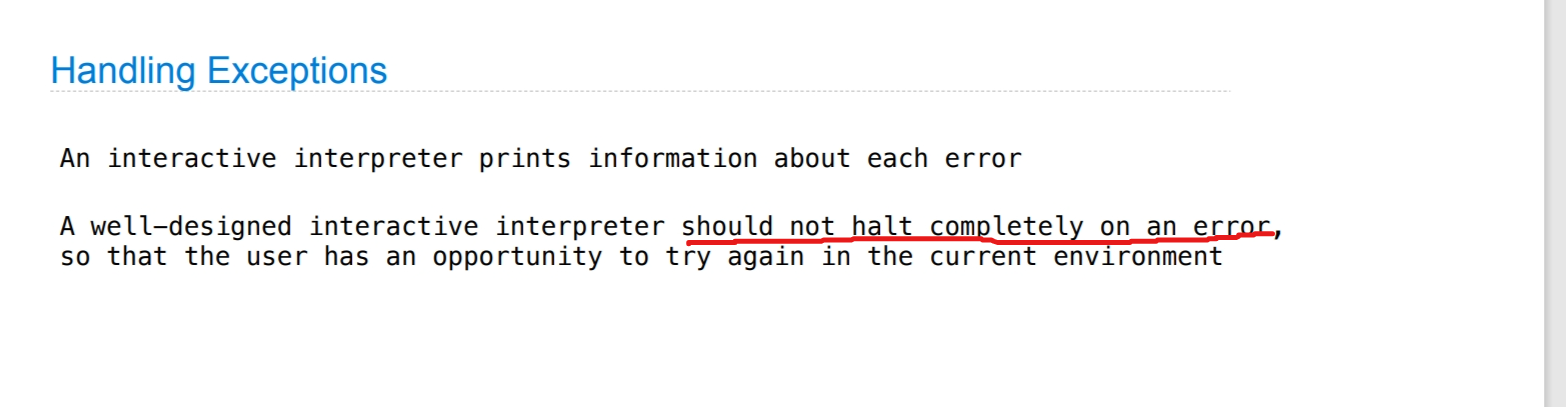 Handling Exceptions
An interactive interpreter prints information about each error
A well–designed interactive interpreter should not halt completely on an error,
so that the user has an opportunity to try again in the current environment